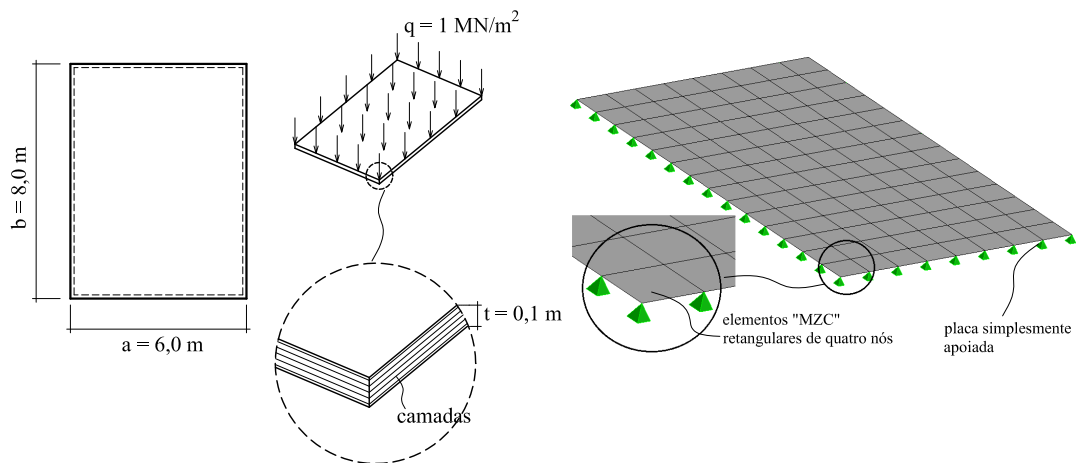 q = 1 MN/m²
b = 8,0 m
a = 6,0 m
t = 0,1 m
camadas
elementos "MZC"
retangulares de quatro nós
placa simplesmente
apoiada